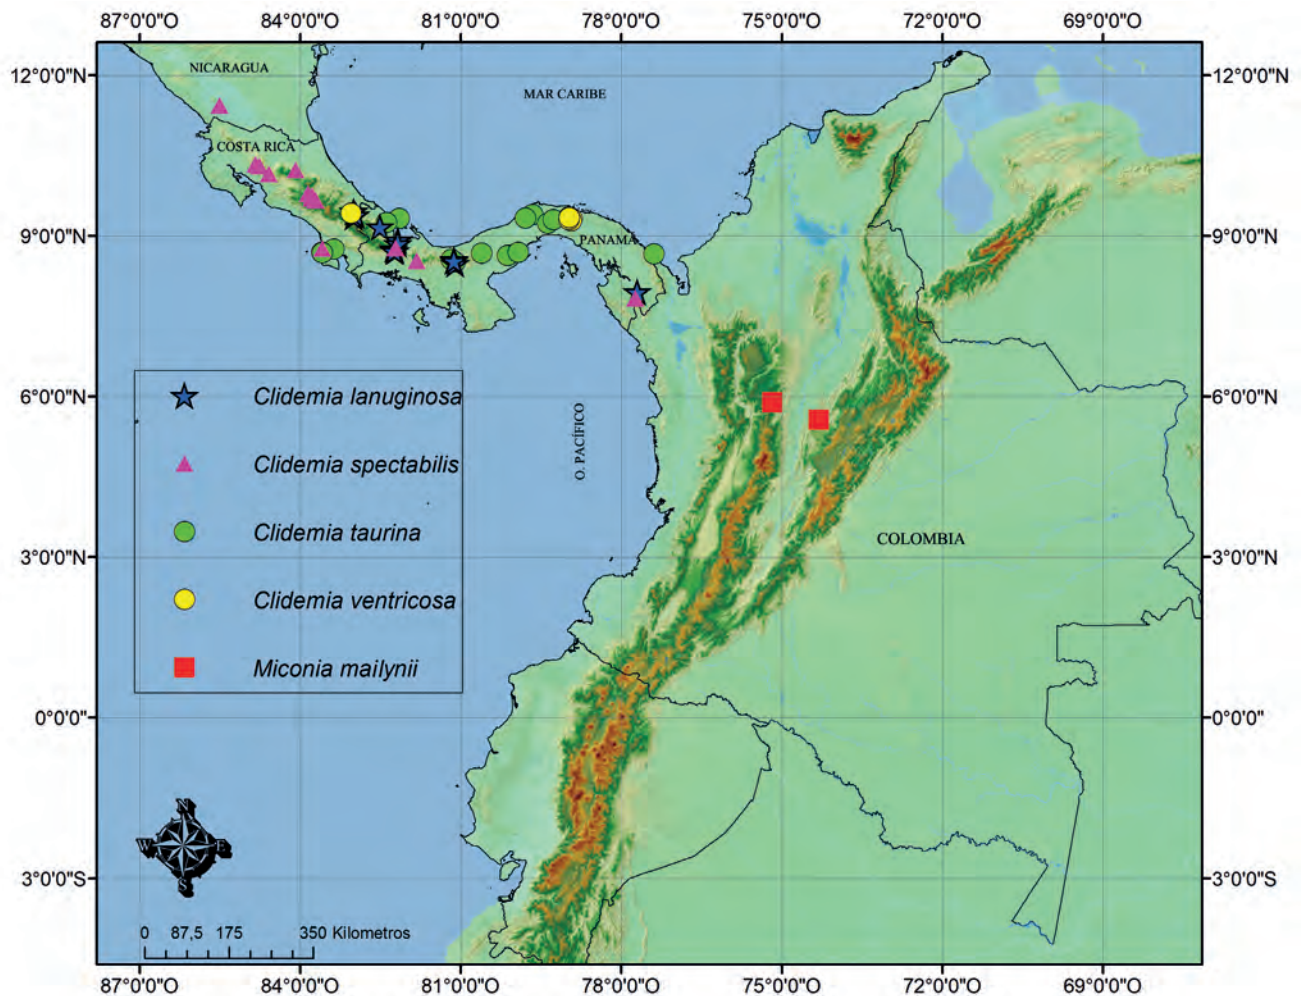 87°0'0"O 84°0'0"O 81°0'0"O 78°0'0"O 75°0'0"O 72°0'0"O 69°0'0"O
NICARAGUA
12°0'0"N 12°0'0"N
MAR CARIBE
COSTA RICA
9°0'0"N 9°0'0"N
PANAMÁ
6°0'0"N 6°0'0"N
Clidemia lanuginosa
O. PACÍFICO
Clidemia spectabilis
Clidemia taurina
COLOMBIA
3°0'0"N 3°0'0"N
Clidemia ventricosa
Miconia mailynii
0°0'0" 0°0'0"
N
W E
S
3°0'0"S 3°0'0"S
0 87,5 175 350 Kilometros
87°0'0"O 84°0'0"O 81°0'0"O 78°0'0"O 75°0'0"O 72°0'0"O 69°0'0"O